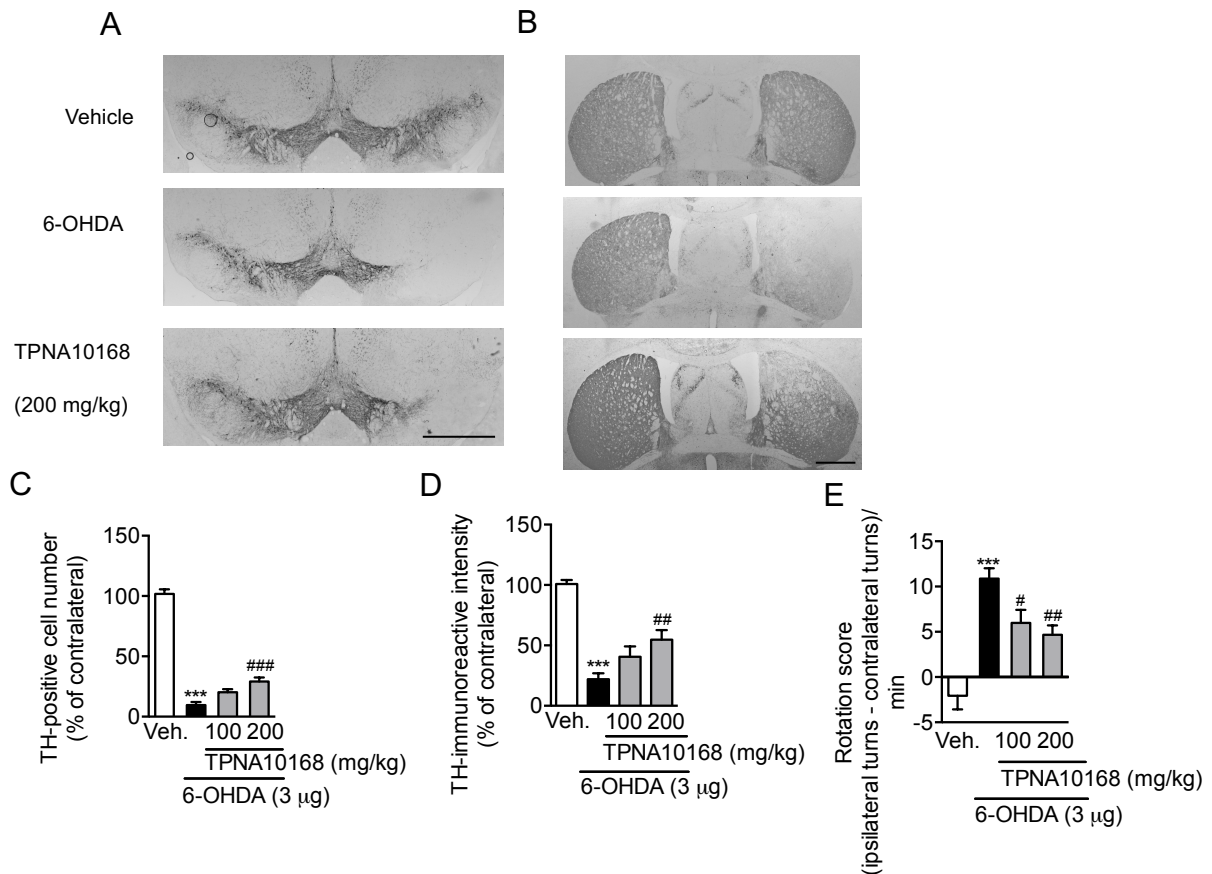 A
B
Vehicle
6-OHDA
TPNA10168
(200 mg/kg)
C
TH-positive cell number
(% of contralateral)
150
100
50
0
***
###
Veh.
100 200
TPNA10168 (mg/kg)
6-OHDA (3 μg)
D
TH-immunoreactive intensity
(% of contralateral)
150
100
50
0
***
##
Veh.
100 200
TPNA10168 (mg/kg)
6-OHDA (3 μg)
E
Rotation score
(ipsilateral turns - contralateral turns)/
min
15
10
5
0
-5
***
#
##
Veh.
100 200
TPNA10168 (mg/kg)
6-OHDA (3 μg)